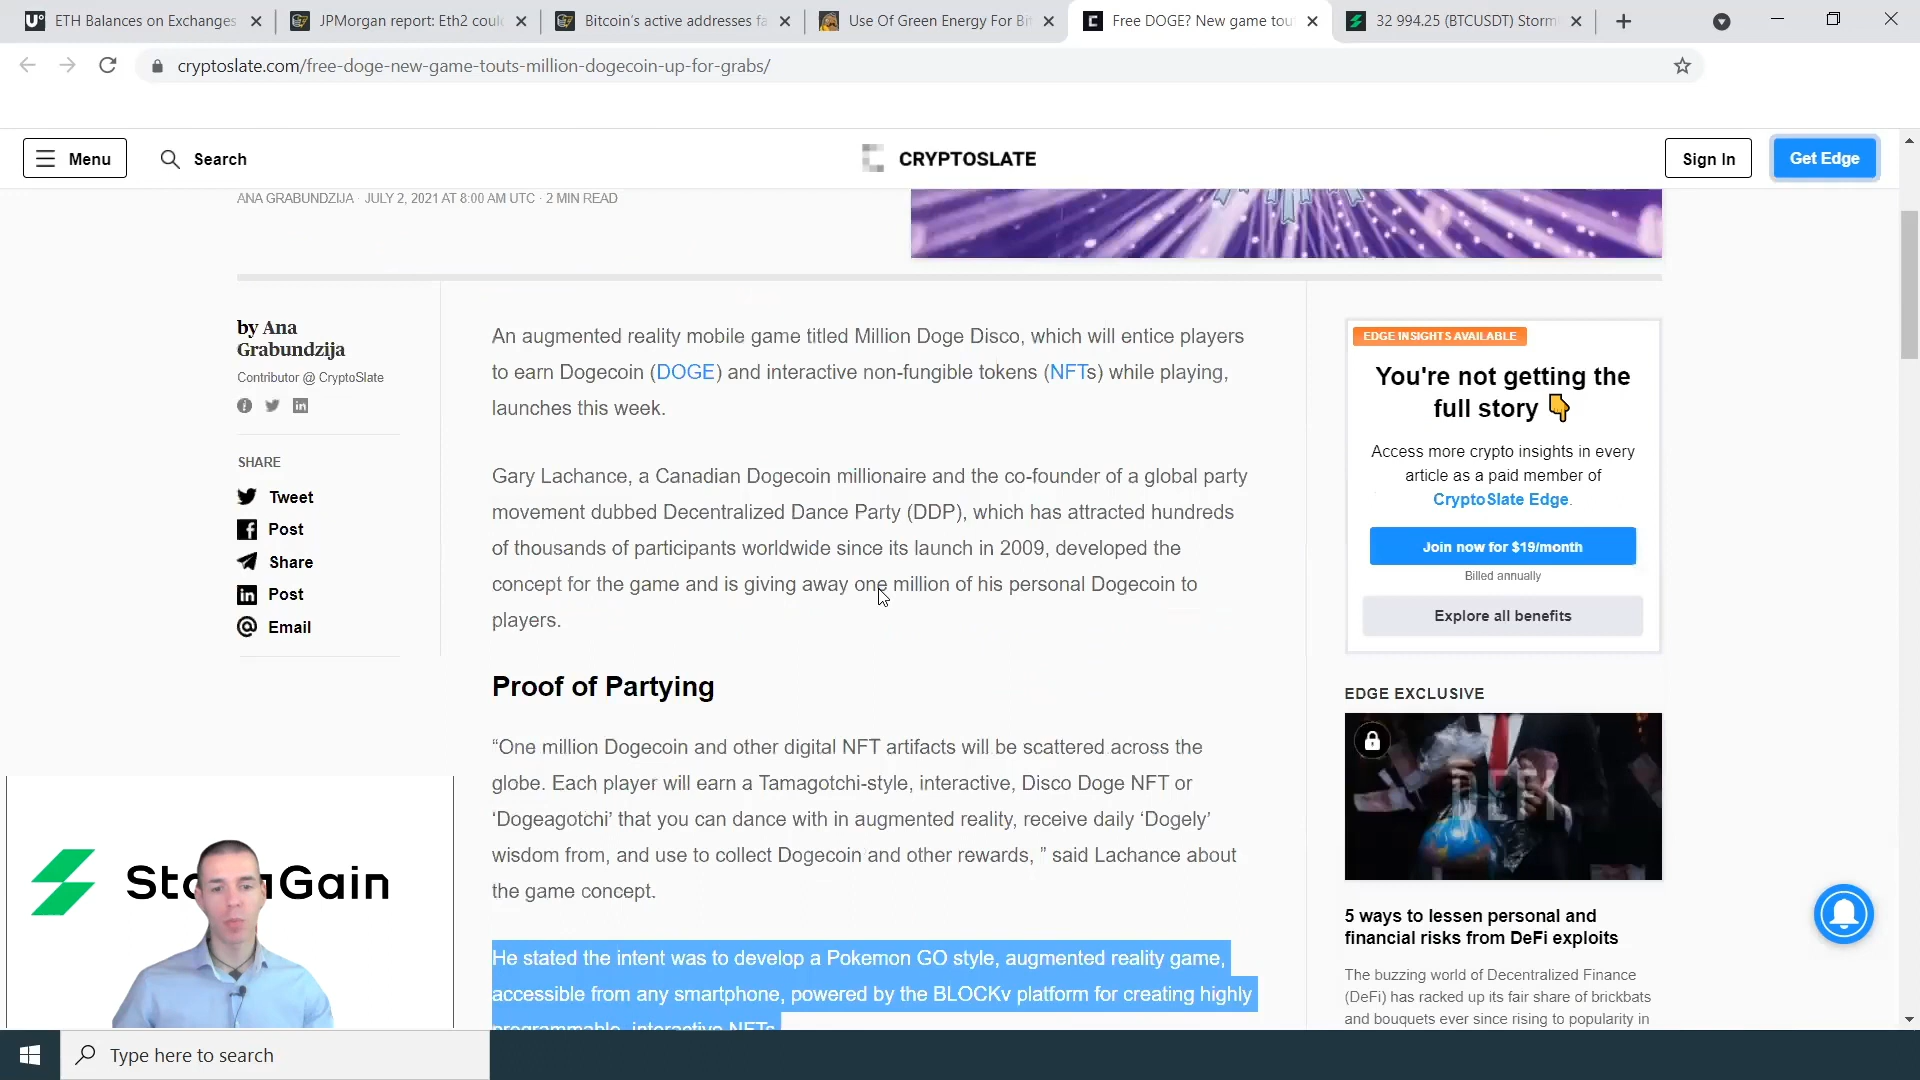 ETH Balances on Exchanges
JPMorgan report: Eth2 coul
Bitcoin's active addresses fa
Use Of Green Energy For Bit
Free DOGE? New game tou
32 994.25 (BTCUSDT) Storm
cryptoslate.com/free-doge-new-game-touts-million-dogecoin-up-for-grabs/
Menu
Search
CRYPTOSLATE
Sign In
Get Edge
ANA GRABUNDZIJA · JULY 2, 2021 AT 8:00 AM UTC · 2 MIN READ
by Ana
Grabundzija
Contributor @ CryptoSlate
SHARE
Tweet
Post
Share
Post
Email
An augmented reality mobile game titled Million Doge Disco, which will entice players
to earn Dogecoin (DOGE) and interactive non-fungible tokens (NFTs) while playing,
launches this week.
Gary Lachance, a Canadian Dogecoin millionaire and the co-founder of a global party
movement dubbed Decentralized Dance Party (DDP), which has attracted hundreds
of thousands of participants worldwide since its launch in 2009, developed the
concept for the game and is giving away one million of his personal Dogecoin to
players.
Proof of Partying
“One million Dogecoin and other digital NFT artifacts will be scattered across the
globe. Each player will earn a Tamagotchi-style, interactive, Disco Doge NFT or
‘Dogeagotchi’ that you can dance with in augmented reality, receive daily ‘Dogely’
wisdom from, and use to collect Dogecoin and other rewards, ” said Lachance about
the game concept.
He stated the intent was to develop a Pokemon GO style, augmented reality game,
accessible from any smartphone, powered by the BLOCKv platform for creating highly
programmable, interactive NFTs.
EDGE INSIGHTS AVAILABLE
You're not getting the
full story
Access more crypto insights in every
article as a paid member of
CryptoSlate Edge.
Join now for $19/month
Billed annually
Explore all benefits
EDGE EXCLUSIVE
DEFI
5 ways to lessen personal and
financial risks from DeFi exploits
The buzzing world of Decentralized Finance
(DeFi) has racked up its fair share of brickbats
and bouquets ever since rising to popularity in
Gain
Type here to search